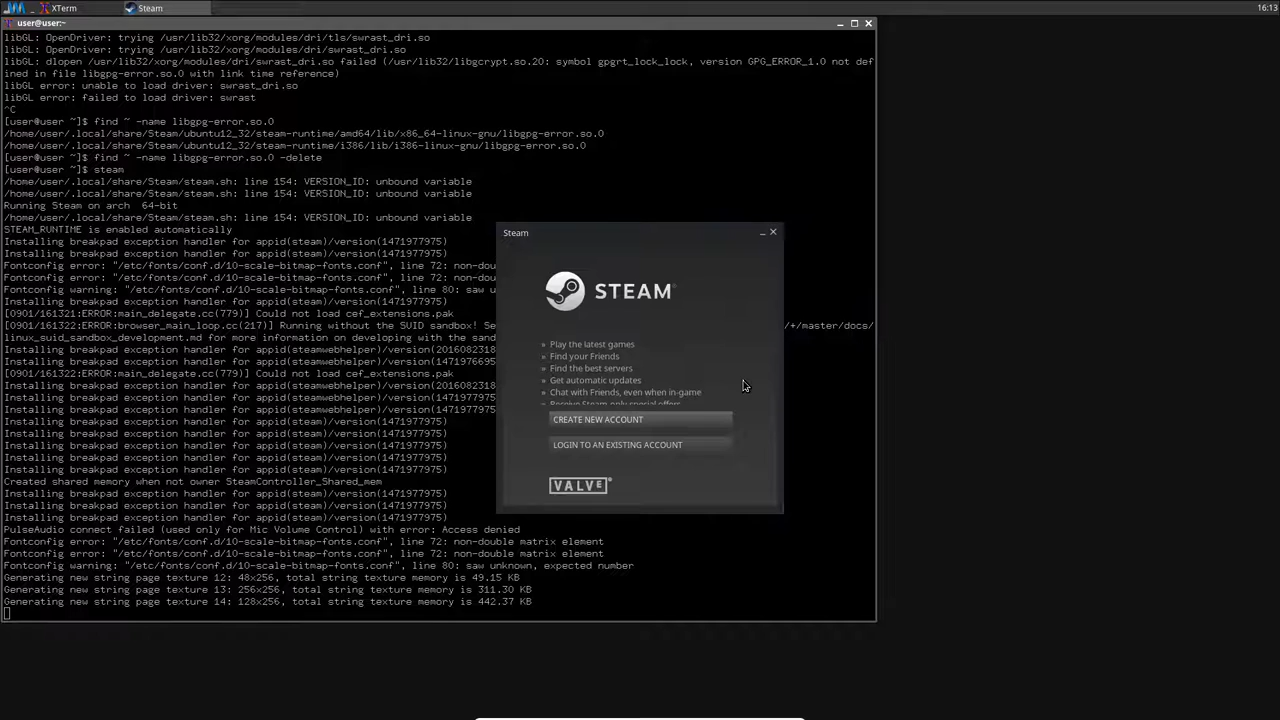 XTerm
Steam
16:13
user@user:~
libGL: OpenDriver: trying /usr/lib32/xorg/modules/dri/tls/swrast_dri.so
libGL: OpenDriver: trying /usr/lib32/xorg/modules/dri/swrast_dri.so
libGL: dlopen /usr/lib32/xorg/modules/dri/swrast_dri.so failed (/usr/lib32/libgcrypt.so.20: symbol gpgrt_lock_lock, version GPG_ERROR_1.0 not def
ined in file libgpg-error.so.0 with link time reference)
libGL error: unable to load driver: swrast_dri.so
libGL error: failed to load driver: swrast
^C
[user@user ~]$ find ~ -name libgpg-error.so.0
/home/user/.local/share/Steam/ubuntu12_32/steam-runtime/amd64/lib/x86_64-linux-gnu/libgpg-error.so.0
/home/user/.local/share/Steam/ubuntu12_32/steam-runtime/i386/lib/i386-linux-gnu/libgpg-error.so.0
[user@user ~]$ find ~ -name libgpg-error.so.0 -delete
[user@user ~]$ steam
/home/user/.local/share/Steam/steam.sh: line 154: VERSION_ID: unbound variable
/home/user/.local/share/Steam/steam.sh: line 154: VERSION_ID: unbound variable
Running Steam on arch  64-bit
/home/user/.local/share/Steam/steam.sh: line 154: VERSION_ID: unbound variable
STEAM_RUNTIME is enabled automatically
Installing breakpad exception handler for appid(steam)/version(1471977975)
Installing breakpad exception handler for appid(steam)/version(1471977975)
Fontconfig error: "/etc/fonts/conf.d/10-scale-bitmap-fonts.conf", line 72: non-dou
Fontconfig error: "/etc/fonts/conf.d/10-scale-bitmap-fonts.conf", line 72: non-dou
Fontconfig warning: "/etc/fonts/conf.d/10-scale-bitmap-fonts.conf", line 80: saw u
Installing breakpad exception handler for appid(steam)/version(1471977975)
[0901/161321:ERROR:main_delegate.cc(779)] Could not load cef_extensions.pak
[0901/161322:ERROR:browser_main_loop.cc(217)] Running without the SUID sandbox! Se
/+/master/docs/
linux_suid_sandbox_development.md for more information on developing with the sand
Installing breakpad exception handler for appid(steamwebhelper)/version(2016082318
Installing breakpad exception handler for appid(steamwebhelper)/version(1471976695
[0901/161322:ERROR:main_delegate.cc(779)] Could not load cef_extensions.pak
Installing breakpad exception handler for appid(steamwebhelper)/version(2016082318
Installing breakpad exception handler for appid(steamwebhelper)/version(1471977975
Installing breakpad exception handler for appid(steamwebhelper)/version(1471977975
Installing breakpad exception handler for appid(steam)/version(1471977975)
Installing breakpad exception handler for appid(steam)/version(1471977975)
Installing breakpad exception handler for appid(steam)/version(1471977975)
Installing breakpad exception handler for appid(steam)/version(1471977975)
Installing breakpad exception handler for appid(steam)/version(1471977975)
Created shared memory when not owner SteamController_Shared_mem
Installing breakpad exception handler for appid(steam)/version(1471977975)
Installing breakpad exception handler for appid(steam)/version(1471977975)
Installing breakpad exception handler for appid(steam)/version(1471977975)
PulseAudio connect failed (used only for Mic Volume Control) with error: Access denied
Fontconfig error: "/etc/fonts/conf.d/10-scale-bitmap-fonts.conf", line 72: non-double matrix element
Fontconfig error: "/etc/fonts/conf.d/10-scale-bitmap-fonts.conf", line 72: non-double matrix element
Fontconfig warning: "/etc/fonts/conf.d/10-scale-bitmap-fonts.conf", line 80: saw unknown, expected number
Generating new string page texture 12: 48x256, total string texture memory is 49.15 KB
Generating new string page texture 13: 256x256, total string texture memory is 311.30 KB
Generating new string page texture 14: 128x256, total string texture memory is 442.37 KB
Steam
STEAM®
» Play the latest games
» Find your Friends
» Find the best servers
» Get automatic updates
» Chat with Friends, even when in-game
» Receive Steam-only special offers
CREATE NEW ACCOUNT
LOGIN TO AN EXISTING ACCOUNT
VALVE®